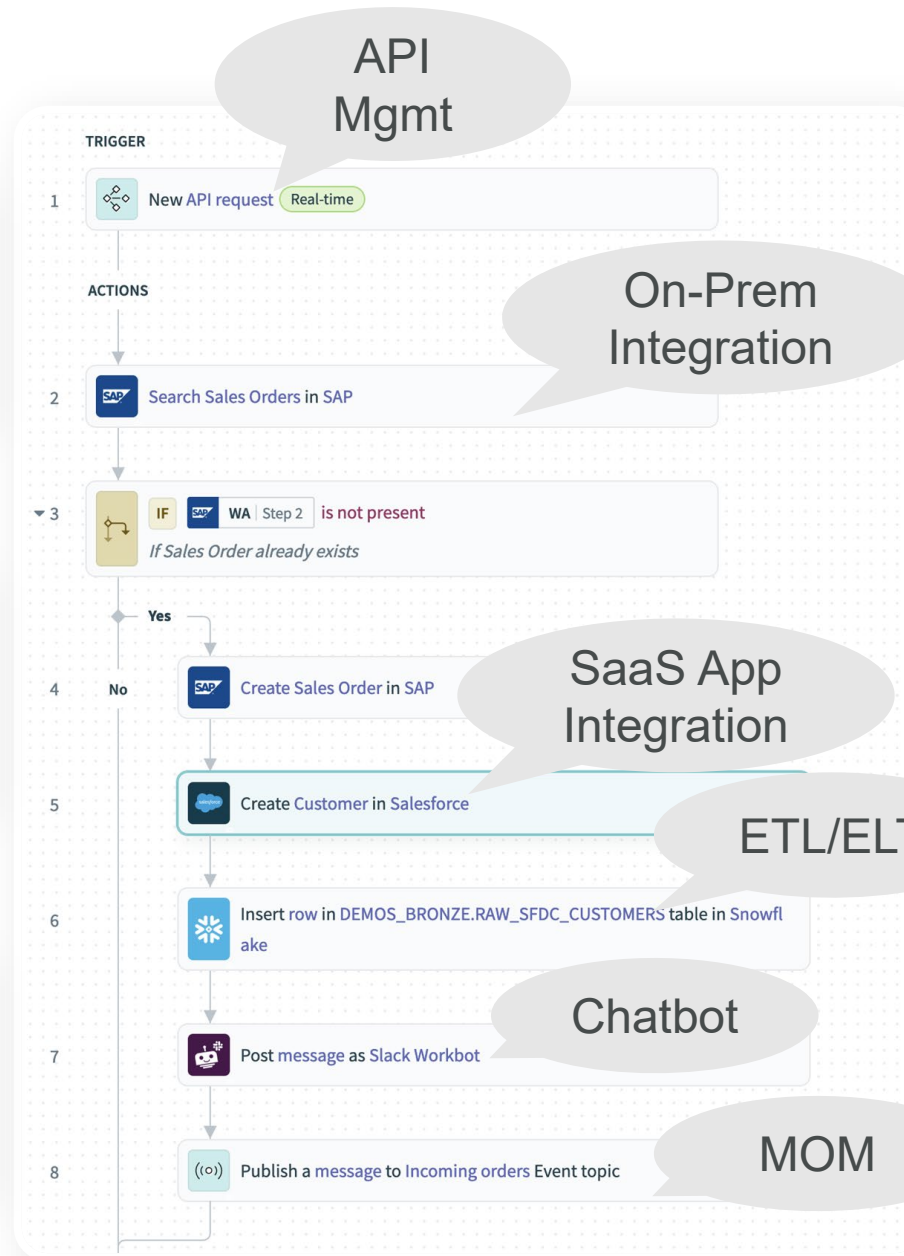 API
Mgmt
TRIGGER
1 New API request Real-time
On-Prem
Integration
ACTIONS
2 SAP Search Sales Orders in SAP
3 IF SAP WA Step 2 is not present
If Sales Order already exists
Yes
SaaS App
Integration
4 No SAP Create Sales Order in SAP
5 salesforce Create Customer in Salesforce
ETL/ELT
6 Insert row in DEMOS_BRONZE.RAW_SFDC_CUSTOMERS table in Snowfl
ake
Chatbot
7 Post message as Slack Workbot
MOM
8 Publish a message to Incoming orders Event topic